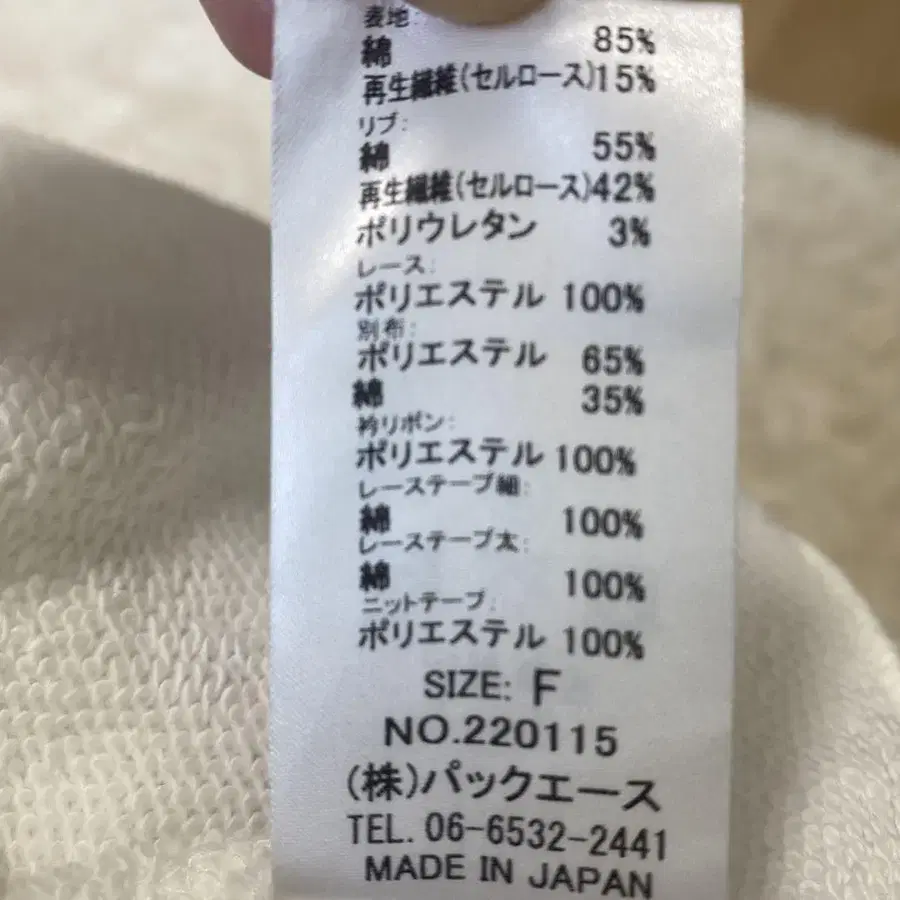 表地:
綿 85%
再生繊維(セルロース)15%
リブ:
綿 55%
再生繊維(セルロース)42%
ポリウレタン 3%
レース:
ポリエステル 100%
別布:
ポリエステル 65%
綿 35%
衿リボン:
ポリエステル 100%
レーステープ細:
綿 100%
レーステープ太:
綿 100%
ニットテープ:
ポリエステル 100%
SIZE: F
NO.220115
(株)パックエース
TEL. 06-6532-2441
MADE IN JAPAN